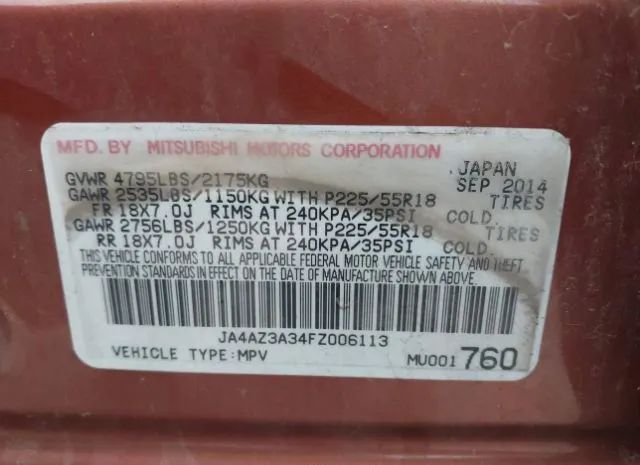 MFD. BY MITSUBISHI MOTORS CORPORATION
JAPAN
GVWR 4795LBS/2175KG SEP 2014
GAWR 2535LBS/1150KG WITH P225/55R18 TIRES
FR 18X7.0J RIMS AT 240KPA/35PSI COLD.
GAWR 2756LBS/1250KG WITH P225/55R18 TIRES
RR 18X7.0J RIMS AT 240KPA/35PSI COLD.
THIS VEHICLE CONFORMS TO ALL APPLICABLE FEDERAL MOTOR VEHICLE SAFETY AND THEFT
PREVENTION STANDARDS IN EFFECT ON THE DATE OF MANUFACTURE SHOWN ABOVE.
JA4AZ3A34FZ006113
VEHICLE TYPE:MPV MU001 760